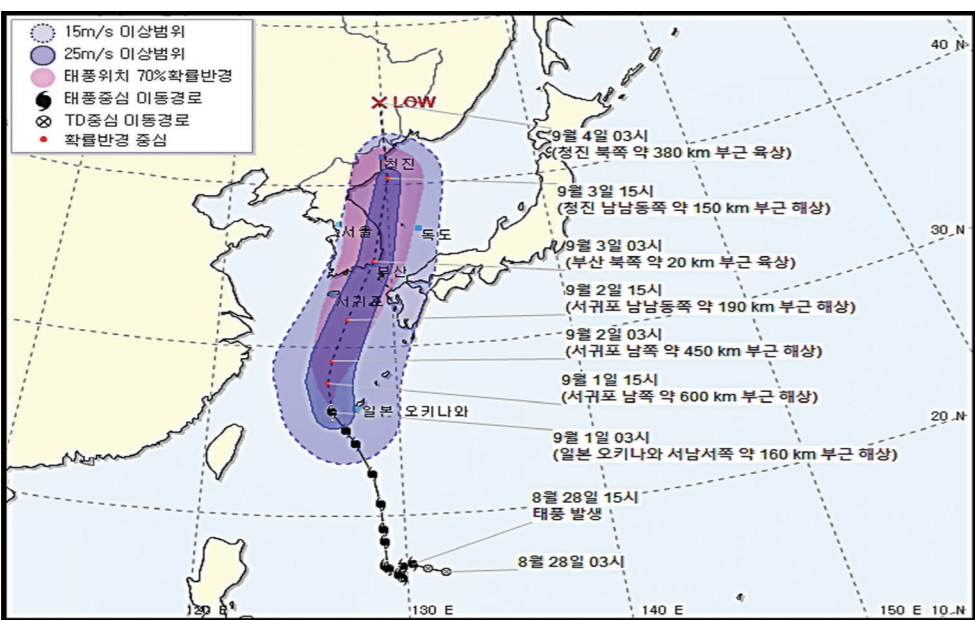 15m/s 이상범위
25m/s 이상범위
태풍위치 70%확률반경
태풍중심 이동경로
TD중심 이동경로
확률반경 중심
40 N
LOW
9월 4일 03시
(청진 북쪽 약 380 km 부근 육상)
청진
9월 3일 15시
(청진 남남동쪽 약 150 km 부근 해상)
서울
독도
30 N
9월 3일 03시
(부산 북쪽 약 20 km 부근 육상)
부산
9월 2일 15시
(서귀포 남남동쪽 약 190 km 부근 해상)
서귀포
9월 2일 03시
(서귀포 남쪽 약 450 km 부근 해상)
9월 1일 15시
(서귀포 남쪽 약 600 km 부근 해상)
일본 오키나와
20 N
9월 1일 03시
(일본 오키나와 서남서쪽 약 160 km 부근 해상)
8월 28일 15시
태풍 발생
8월 28일 03시
120 E
130 E
140 E
150 E
10 N